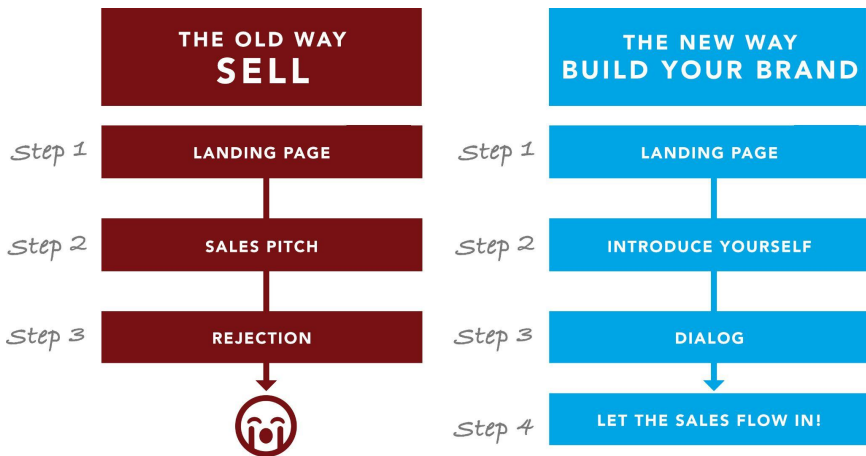 THE OLD WAY
SELL
Step 1
LANDING PAGE
Step 2
SALES PITCH
Step 3
REJECTION
THE NEW WAY
BUILD YOUR BRAND
Step 1
LANDING PAGE
Step 2
INTRODUCE YOURSELF
Step 3
DIALOG
Step 4
LET THE SALES FLOW IN!